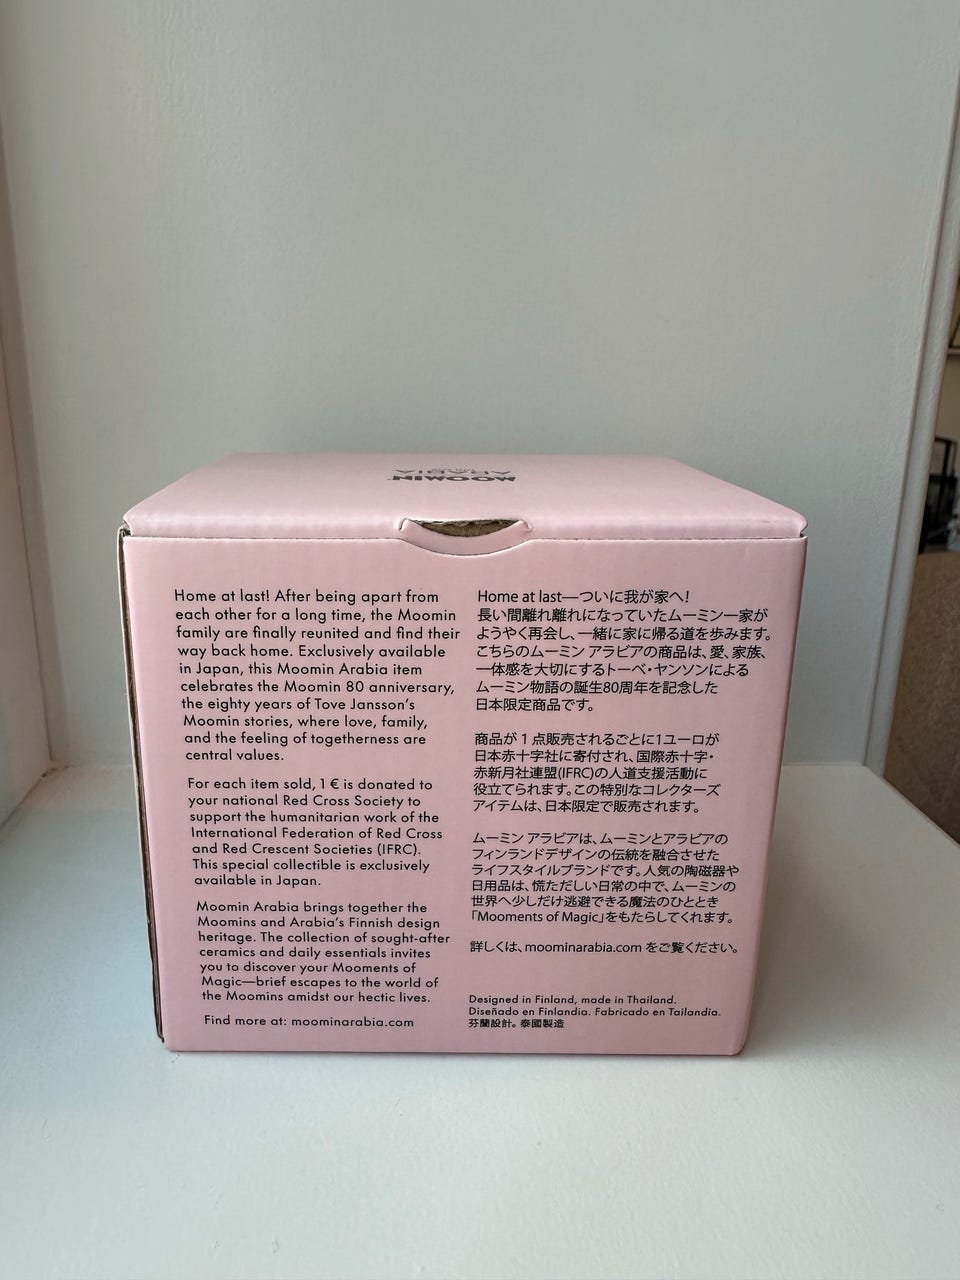 MOOMIN
ARABIA
Home at last! After being apart from
each other for a long time, the Moomin
family are finally reunited and find their
way back home. Exclusively available
in Japan, this Moomin Arabia item
celebrates the Moomin 80 anniversary,
the eighty years of Tove Jansson's
Moomin stories, where love, family,
and the feeling of togetherness are
central values.
For each item sold, 1 € is donated to
your national Red Cross Society to
support the humanitarian work of the
International Federation of Red Cross
and Red Crescent Societies (IFRC).
This special collectible is exclusively
available in Japan.
Moomin Arabia brings together the
Moomins and Arabia's Finnish design
heritage. The collection of sought-after
ceramics and daily essentials invites
you to discover your Mooments of
Magic—brief escapes to the world of
the Moomins amidst our hectic lives.
Find more at: moominarabia.com
Home at last—ついに我が家へ!
長い間離れ離れになっていたムーミン一家が
ようやく再会し、一緒に家に帰る道を歩みます。
こちらのムーミン アラビアの商品は、愛、家族、
一体感を大切にするトーベ・ヤンソンによる
ムーミン物語の誕生80周年を記念した
日本限定商品です。
商品が 1 点販売されるごとに1ユーロが
日本赤十字社に寄付され、国際赤十字・
赤新月社連盟(IFRC)の人道支援活動に
役立てられます。この特別なコレクターズ
アイテムは、日本限定で販売されます。
ムーミン アラビアは、ムーミンとアラビアの
フィンランドデザインの伝統を融合させた
ライフスタイルブランドです。人気の陶磁器や
日用品は、慌ただしい日常の中で、ムーミンの
世界へ少しだけ逃避できる魔法のひととき
「Mooments of Magic」をもたらしてくれます。
詳しくは、moominarabia.com をご覧ください。
Designed in Finland, made in Thailand.
Diseñado en Finlandia. Fabricado en Tailandia.
芬蘭設計。泰國製造